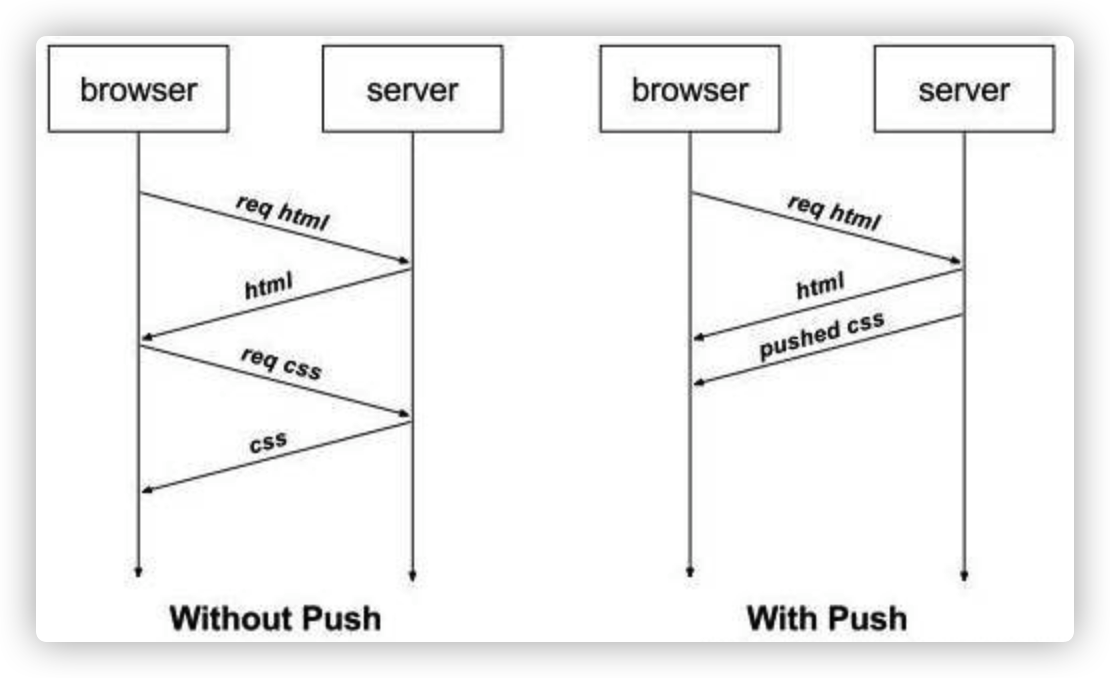 browser
server
req html
html
req css
css
Without Push
browser
server
req html
html
pushed css
With Push